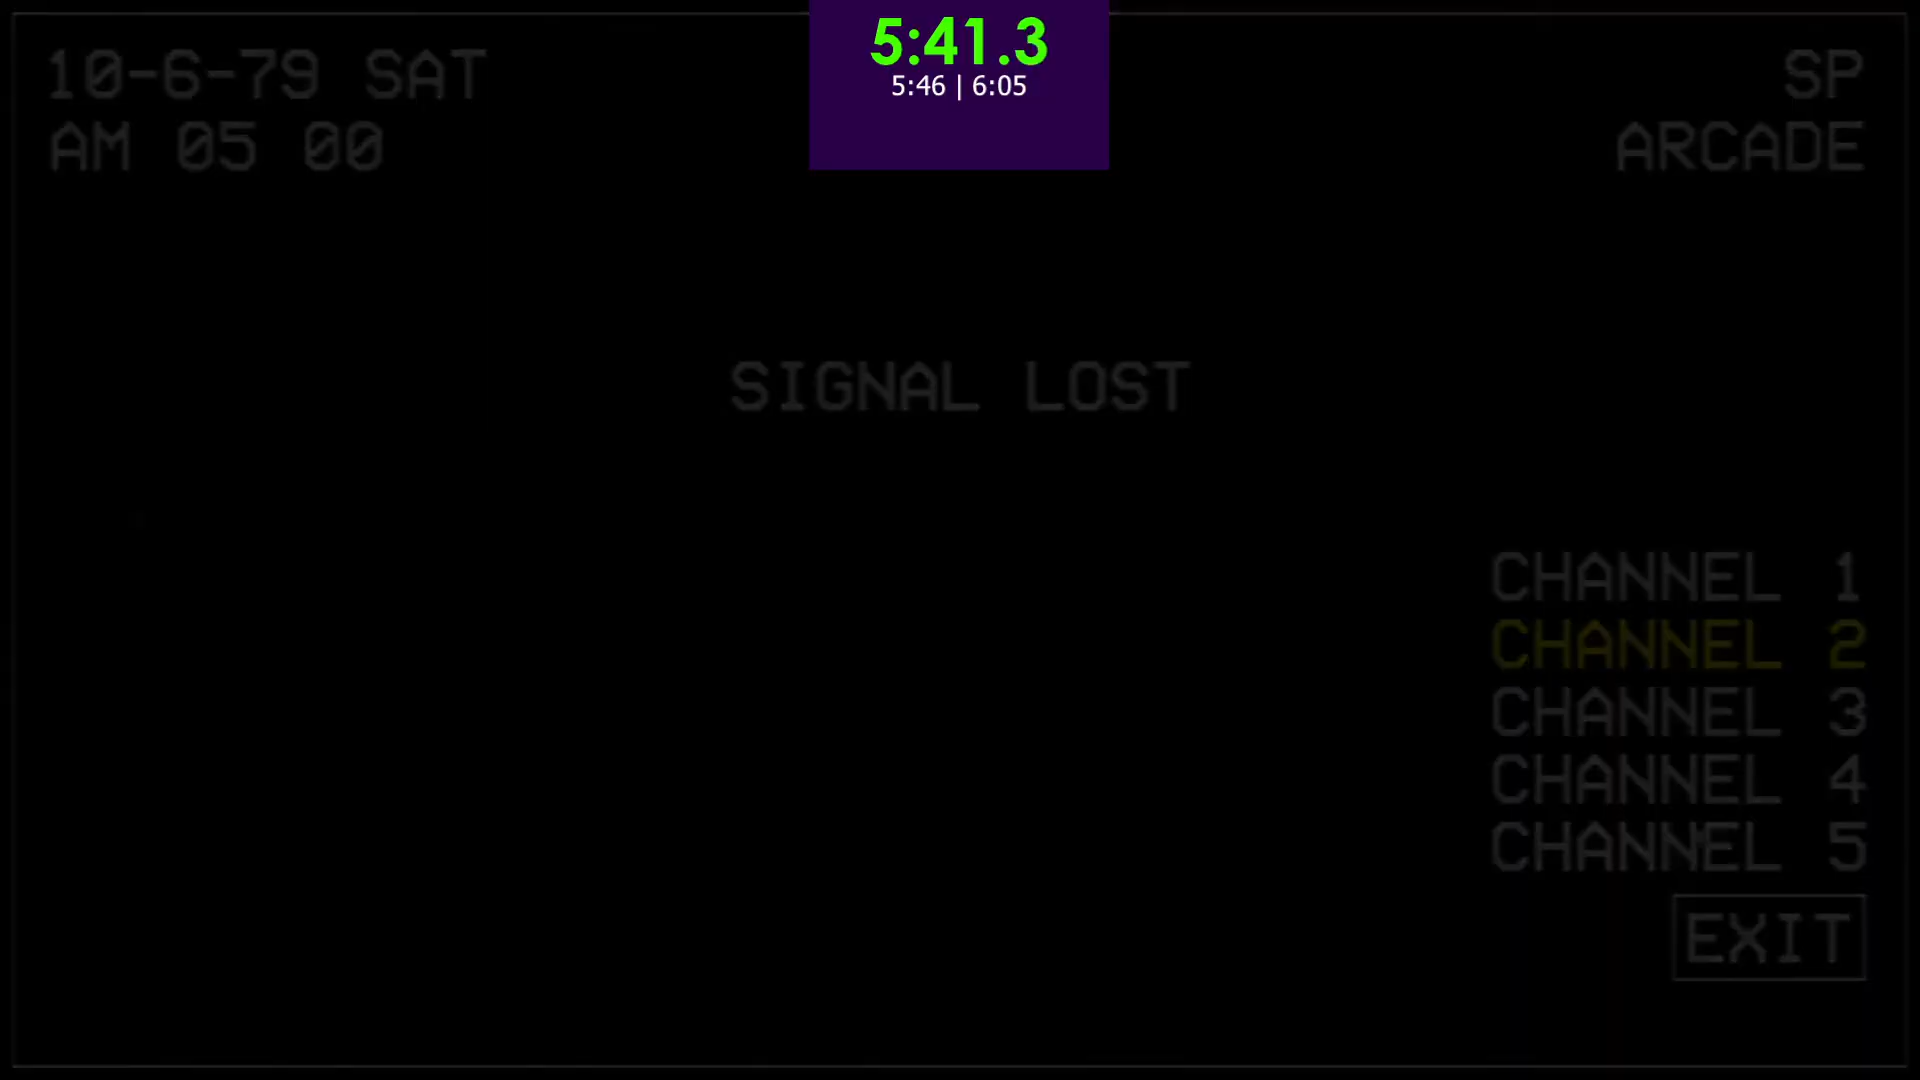 5:41.3
5:46 | 6:05
10-6-79 SAT
AM 05 00
SP
ARCADE
SIGNAL LOST
CHANNEL 1
CHANNEL 2
CHANNEL 3
CHANNEL 4
CHANNEL 5
EXIT